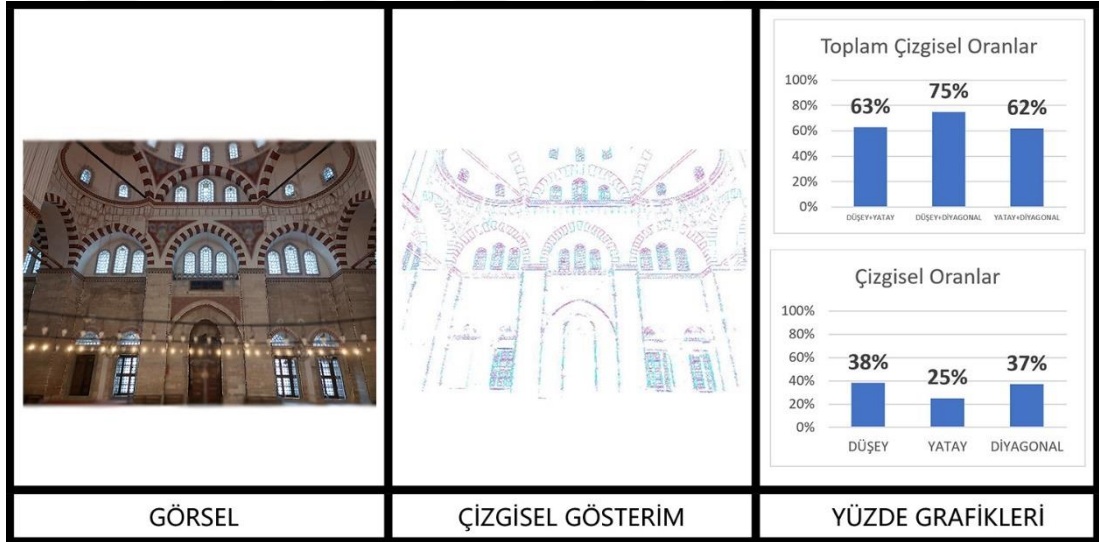 Toplam Çizgisel Oranlar
100%
80%
60%
40%
20%
0%
63%
75%
62%
DÜŞEY+YATAY
DÜŞEY+DİYAGONAL
YATAY+DİYAGONAL
Çizgisel Oranlar
100%
80%
60%
40%
20%
0%
38%
25%
37%
DÜŞEY
YATAY
DİYAGONAL
GÖRSEL
ÇİZGİSEL GÖSTERİM
YÜZDE GRAFİKLERİ